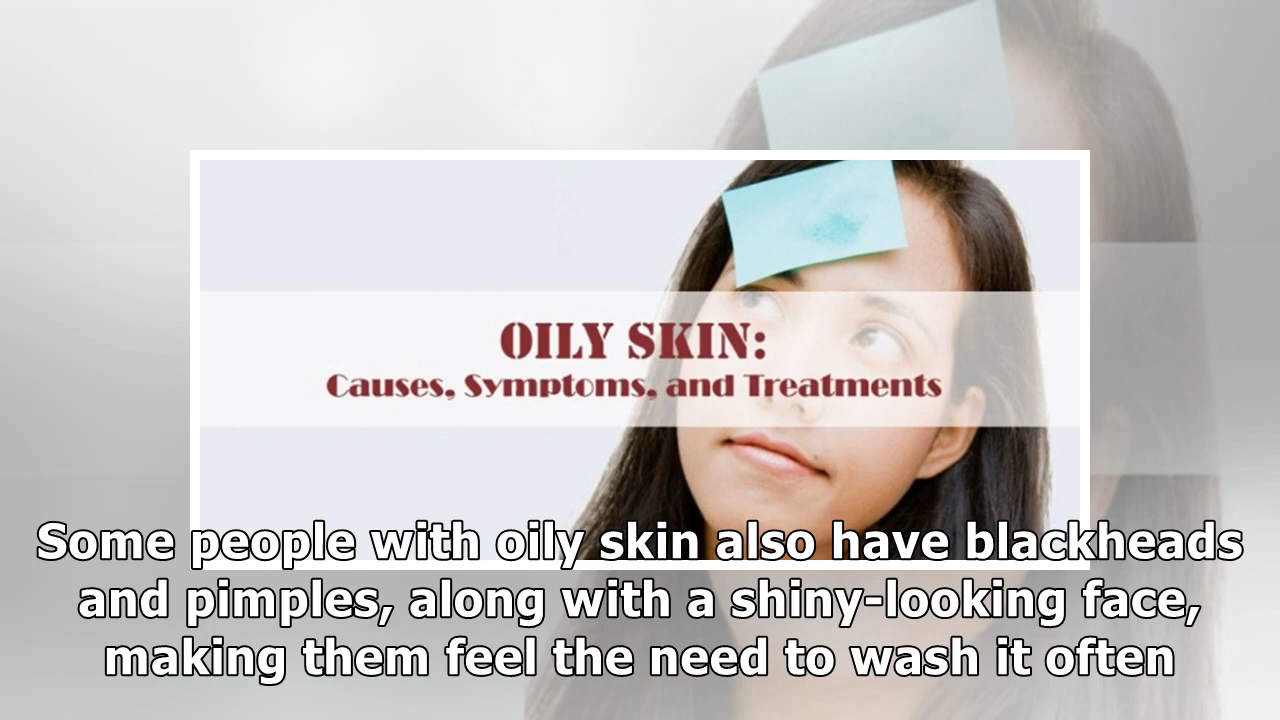 OILY SKIN:
Causes, Symptoms, and Treatments
Some people with oily skin also have blackheads
and pimples, along with a shiny-looking face,
making them feel the need to wash it often